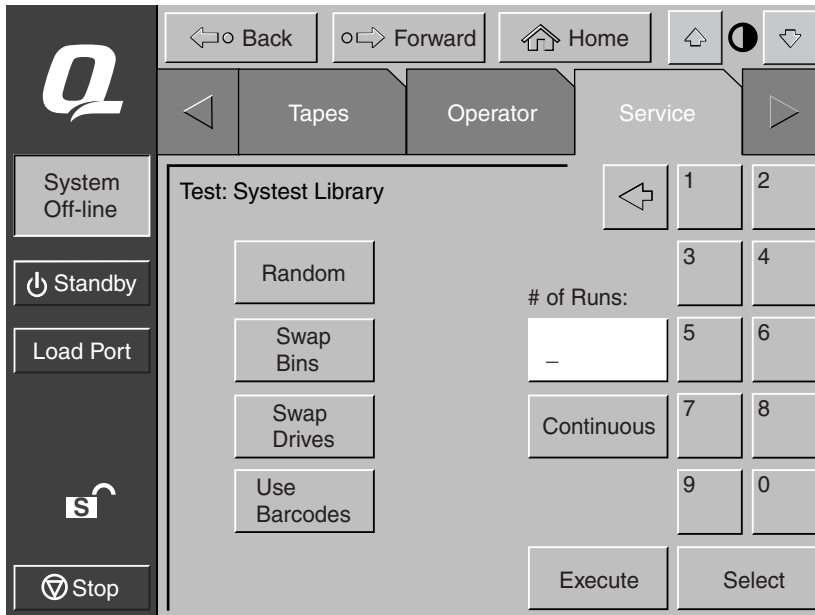 Q
Back
Forward
Home
Tapes
Operator
Service
System
Off-line
Standby
Load Port
S
Stop
Test: Systest Library
Random
Swap
Bins
Swap
Drives
Use
Barcodes
# of Runs:
_
Continuous
1
2
3
4
5
6
7
8
9
0
Execute
Select